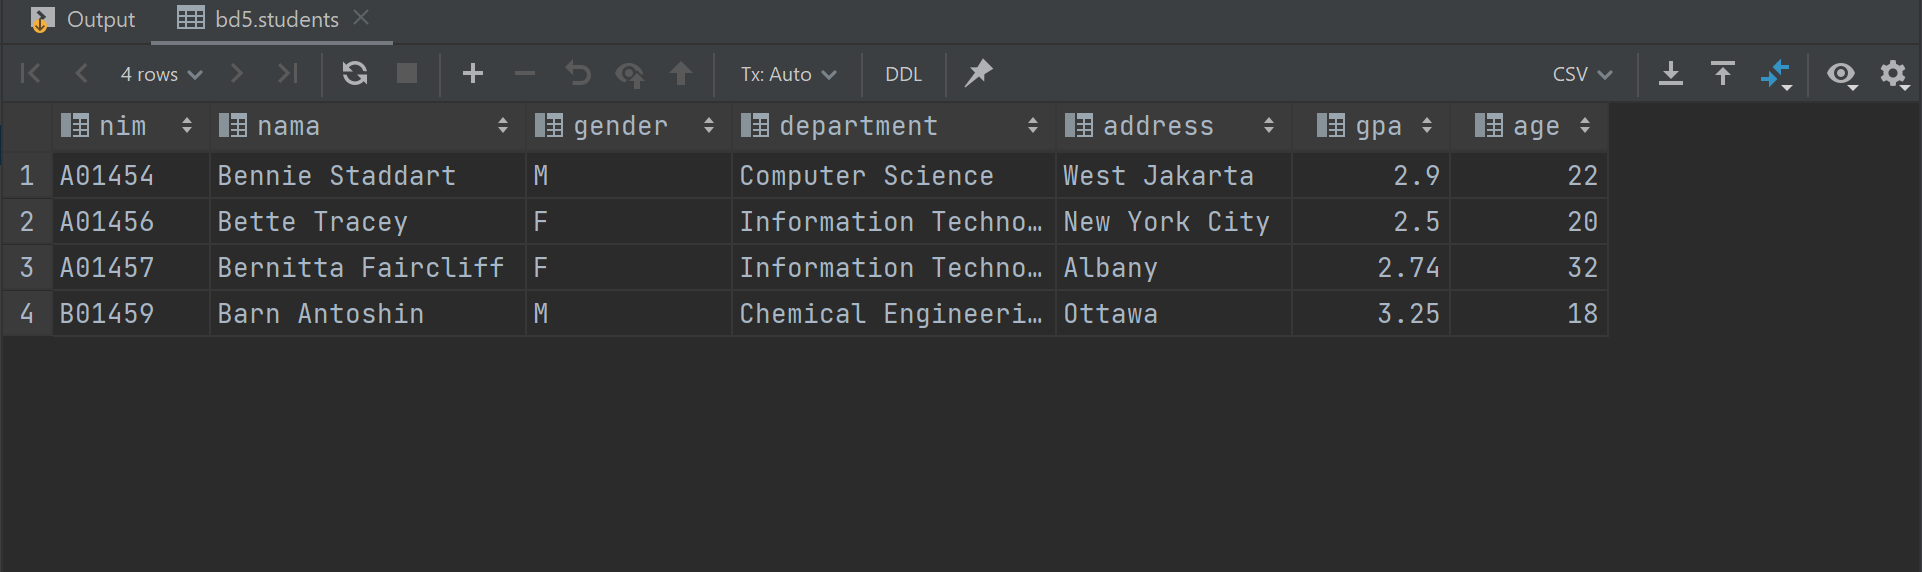 Output bd5.students
4 rows Tx: Auto DDL CSV
nim nama gender department address gpa age
1 A01454 Bennie Staddart M Computer Science West Jakarta 2.9 22
2 A01456 Bette Tracey F Information Techno… New York City 2.5 20
3 A01457 Bernitta Faircliff F Information Techno… Albany 2.74 32
4 B01459 Barn Antoshin M Chemical Engineeri… Ottawa 3.25 18